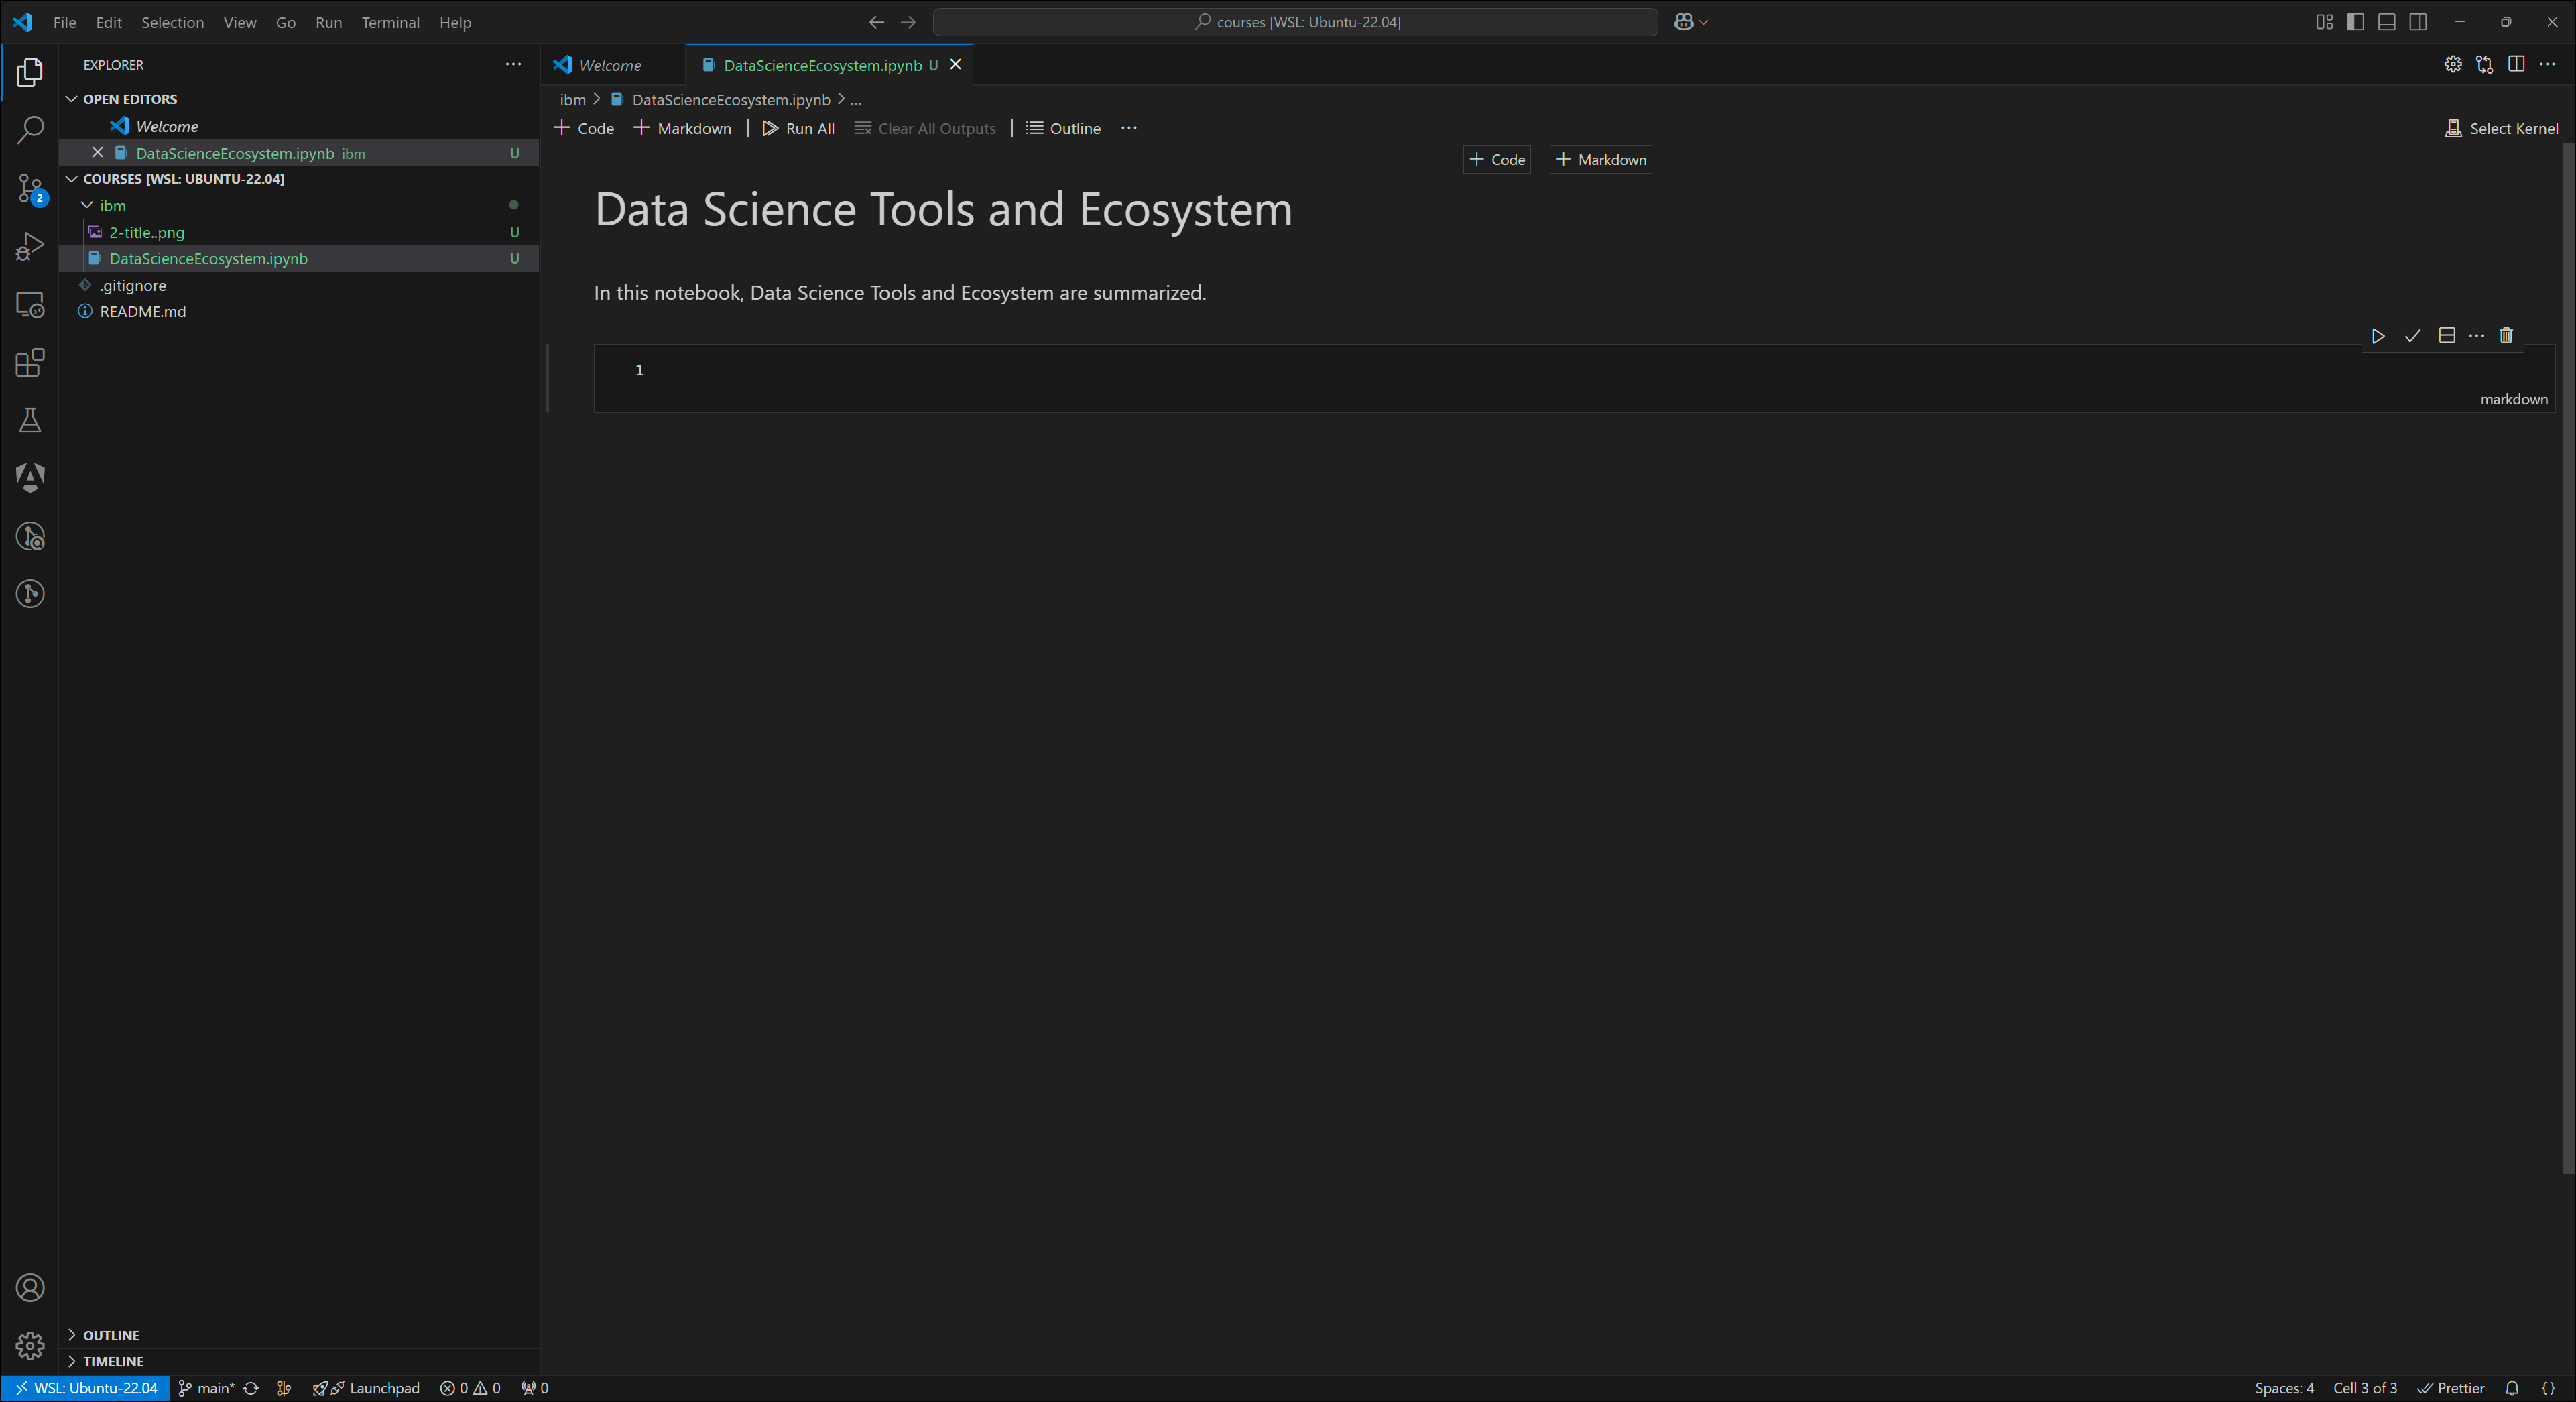 File Edit Selection View Go Run Terminal Help
courses [WSL: Ubuntu-22.04]
EXPLORER
OPEN EDITORS
Welcome
DataScienceEcosystem.ipynb ibm U
COURSES [WSL: UBUNTU-22.04]
ibm
2-title..png U
DataScienceEcosystem.ipynb U
.gitignore
README.md
OUTLINE
TIMELINE
2
Welcome
DataScienceEcosystem.ipynb U
ibm > DataScienceEcosystem.ipynb > ...
Code Markdown Run All Clear All Outputs Outline
Select Kernel
Code Markdown
Data Science Tools and Ecosystem
In this notebook, Data Science Tools and Ecosystem are summarized.
1
markdown
WSL: Ubuntu-22.04 main* Launchpad 0 0 0
Spaces: 4 Cell 3 of 3 Prettier {}